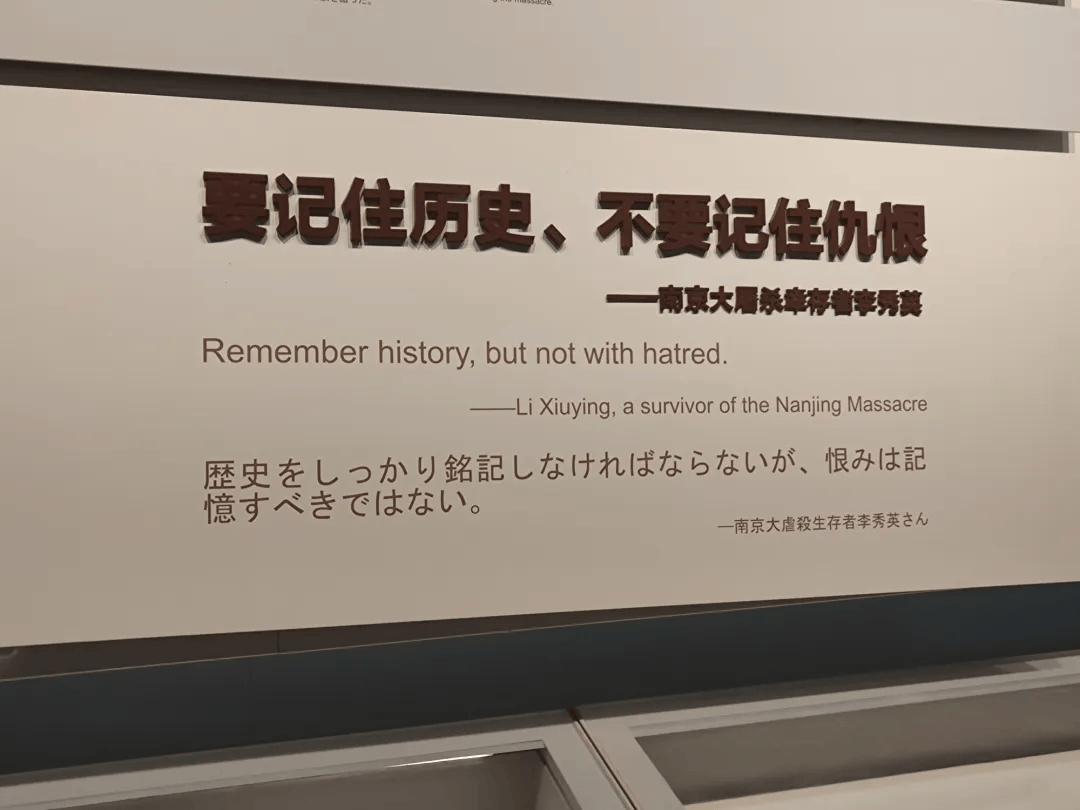 massacre.
要记住历史、不要记住仇恨
——南京大屠杀幸存者李秀英
Remember history, but not with hatred.
——Li Xiuying, a survivor of the Nanjing Massacre
歴史をしっかり銘記しなければならないが、恨みは記
憶すべきではない。
—南京大虐殺生存者李秀英さん